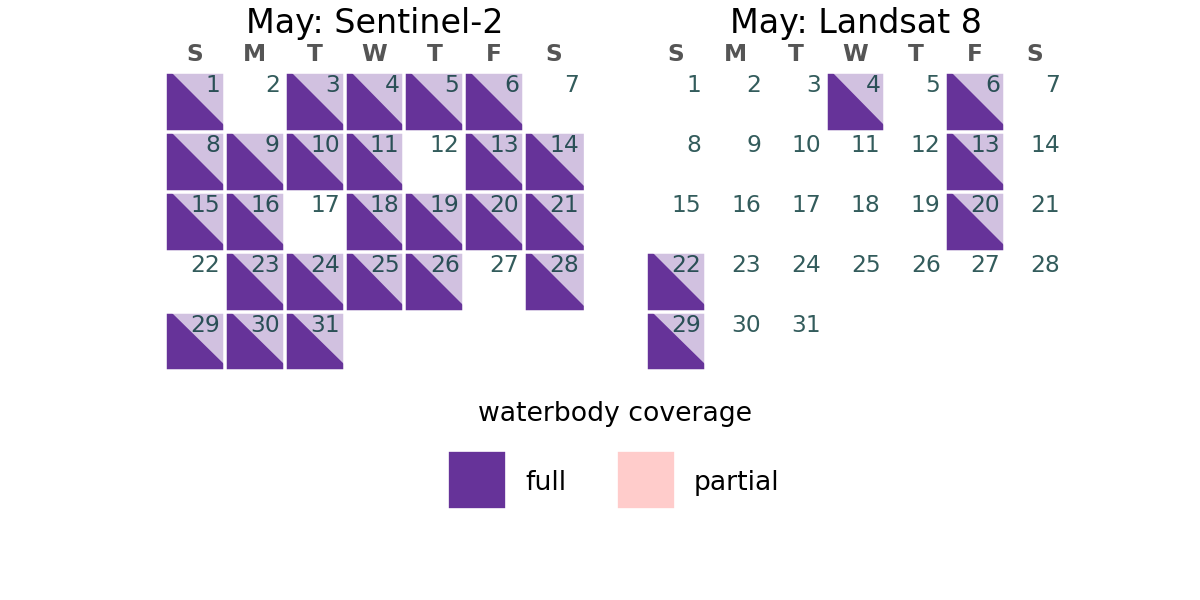 May: Sentinel-2
S M T W T F S
1 2 3 4 5 6 7
8 9 10 11 12 13 14
15 16 17 18 19 20 21
22 23 24 25 26 27 28
29 30 31
May: Landsat 8
S M T W T F S
1 2 3 4 5 6 7
8 9 10 11 12 13 14
15 16 17 18 19 20 21
22 23 24 25 26 27 28
29 30 31
waterbody coverage
full partial